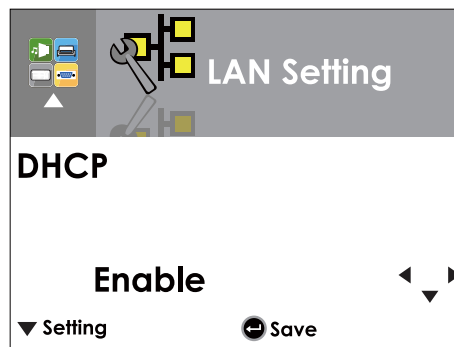 LAN Setting
DHCP
Enable
Setting
Save